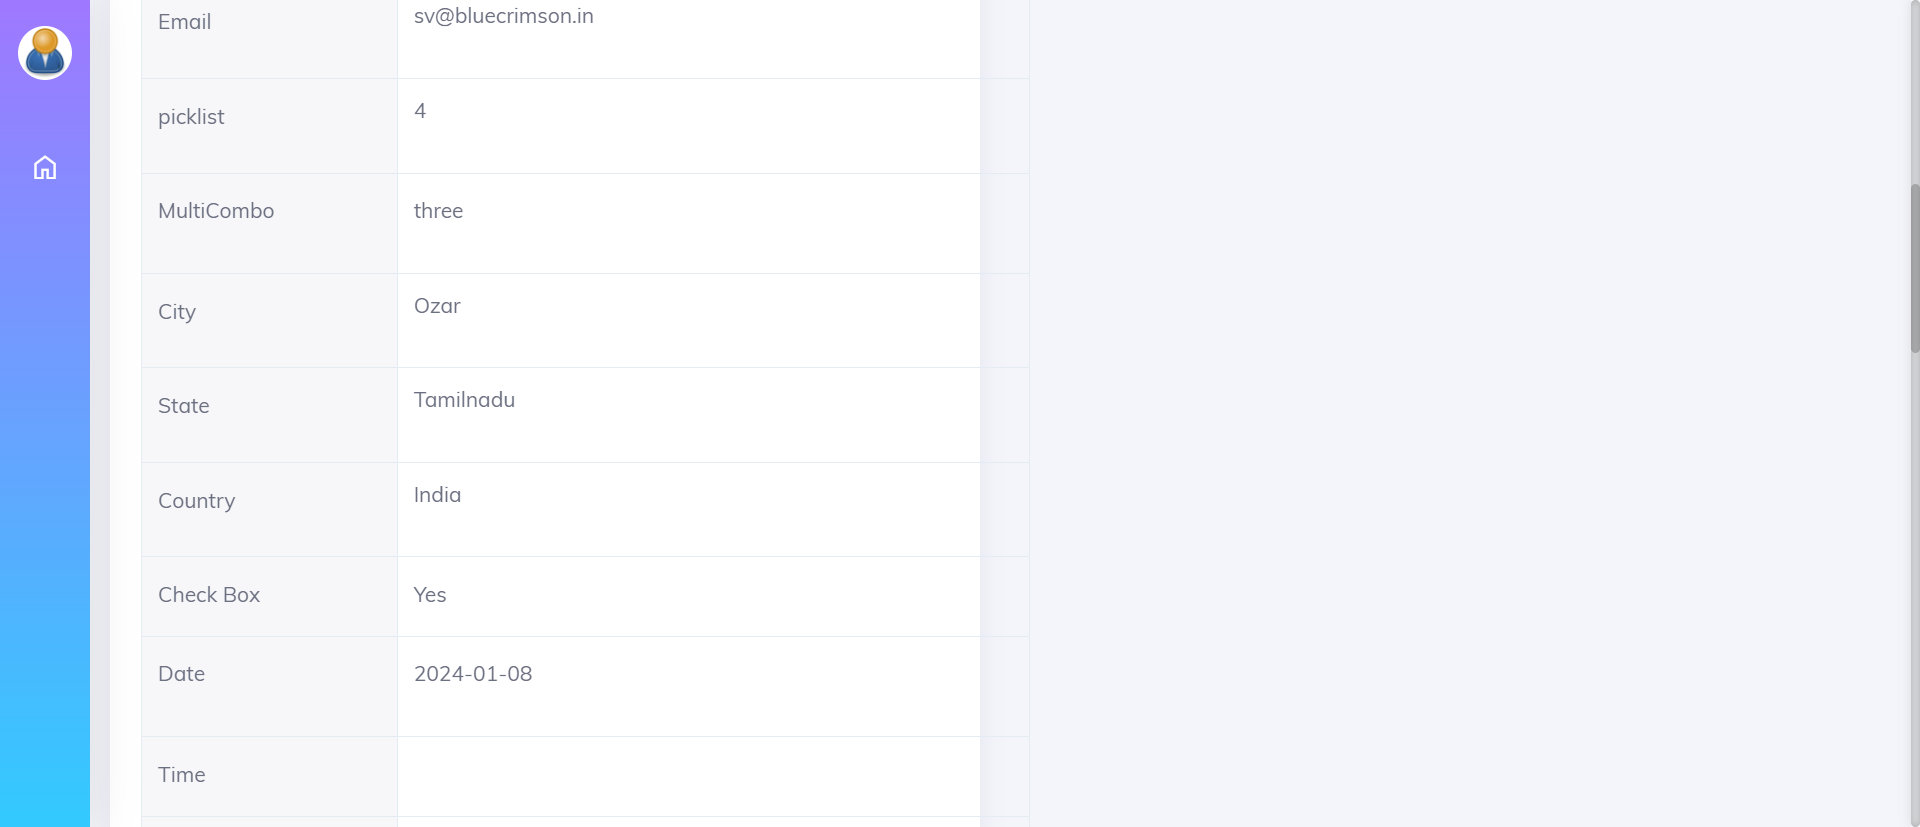 Email sv@bluecrimson.in
picklist 4
MultiCombo three
City Ozar
State Tamilnadu
Country India
Check Box Yes
Date 2024-01-08
Time